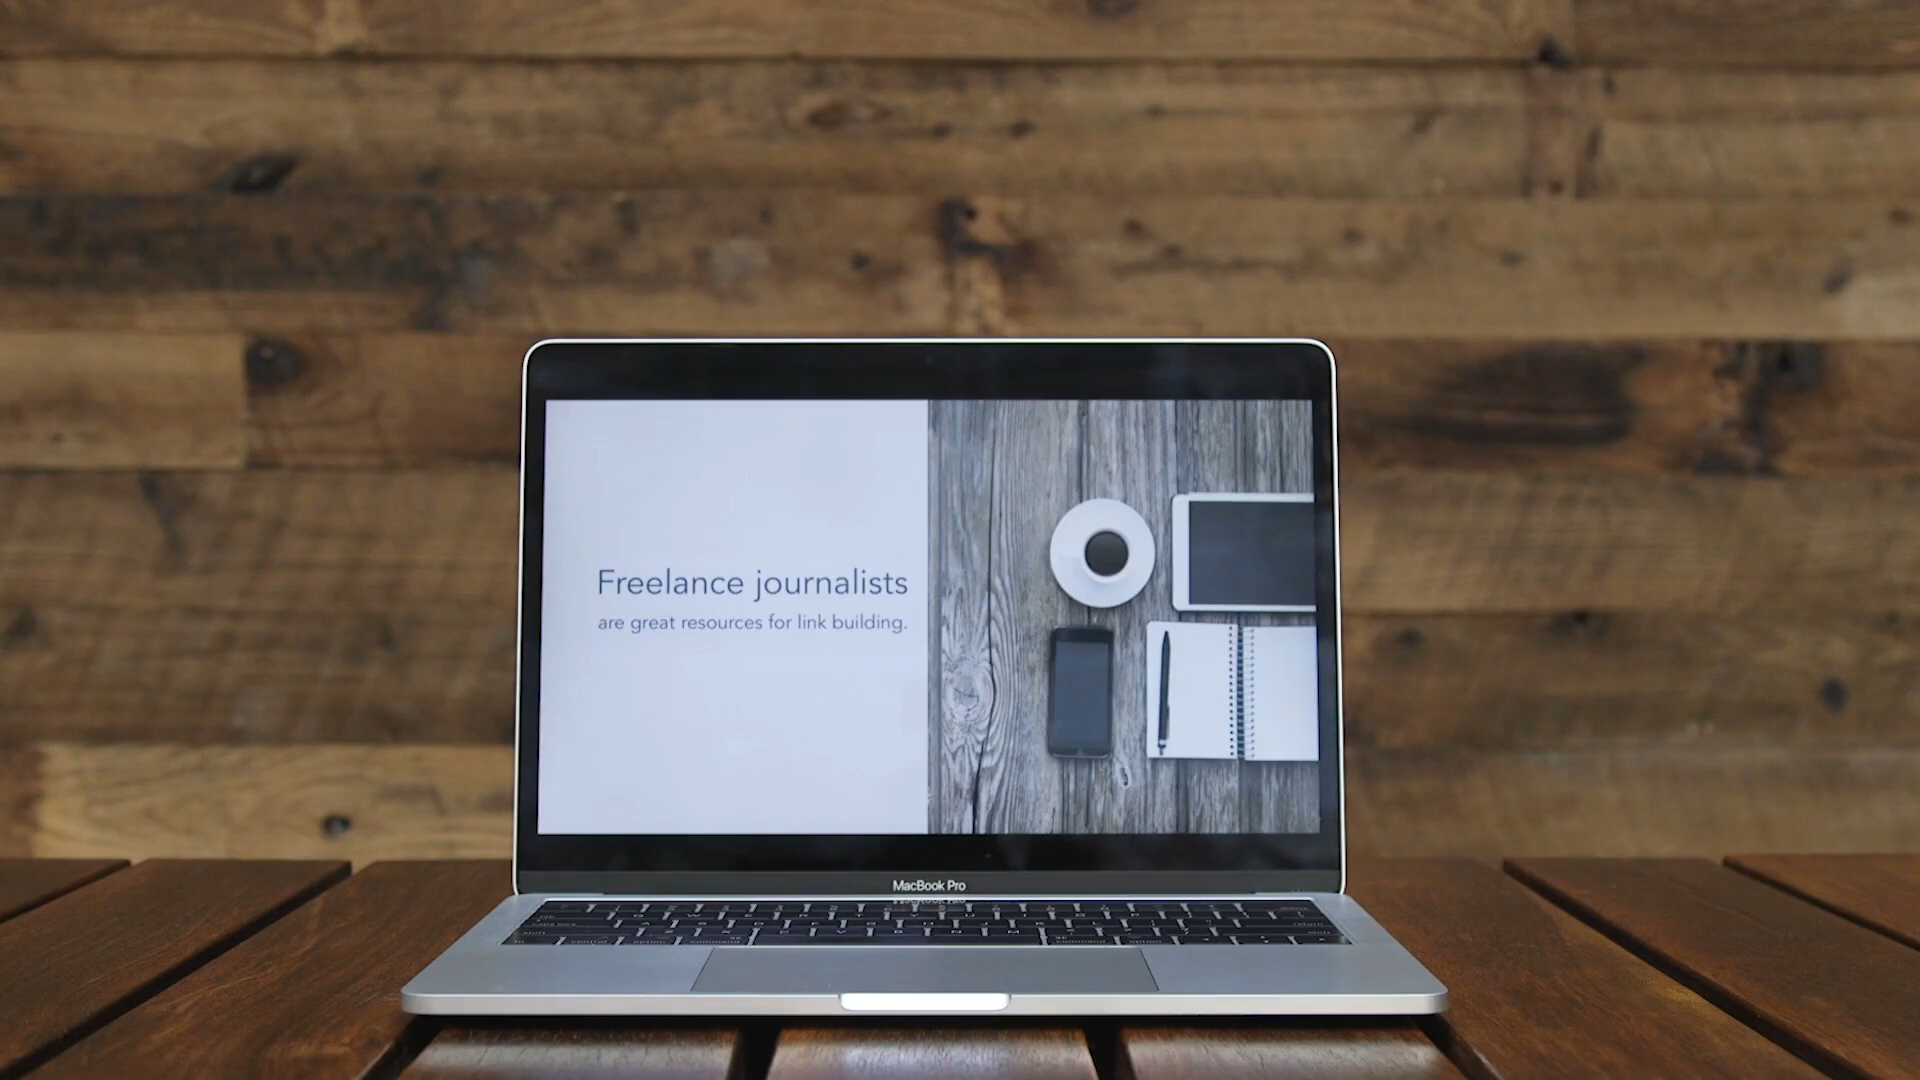 Freelance journalists
are great resources for link building.
MacBook Pro